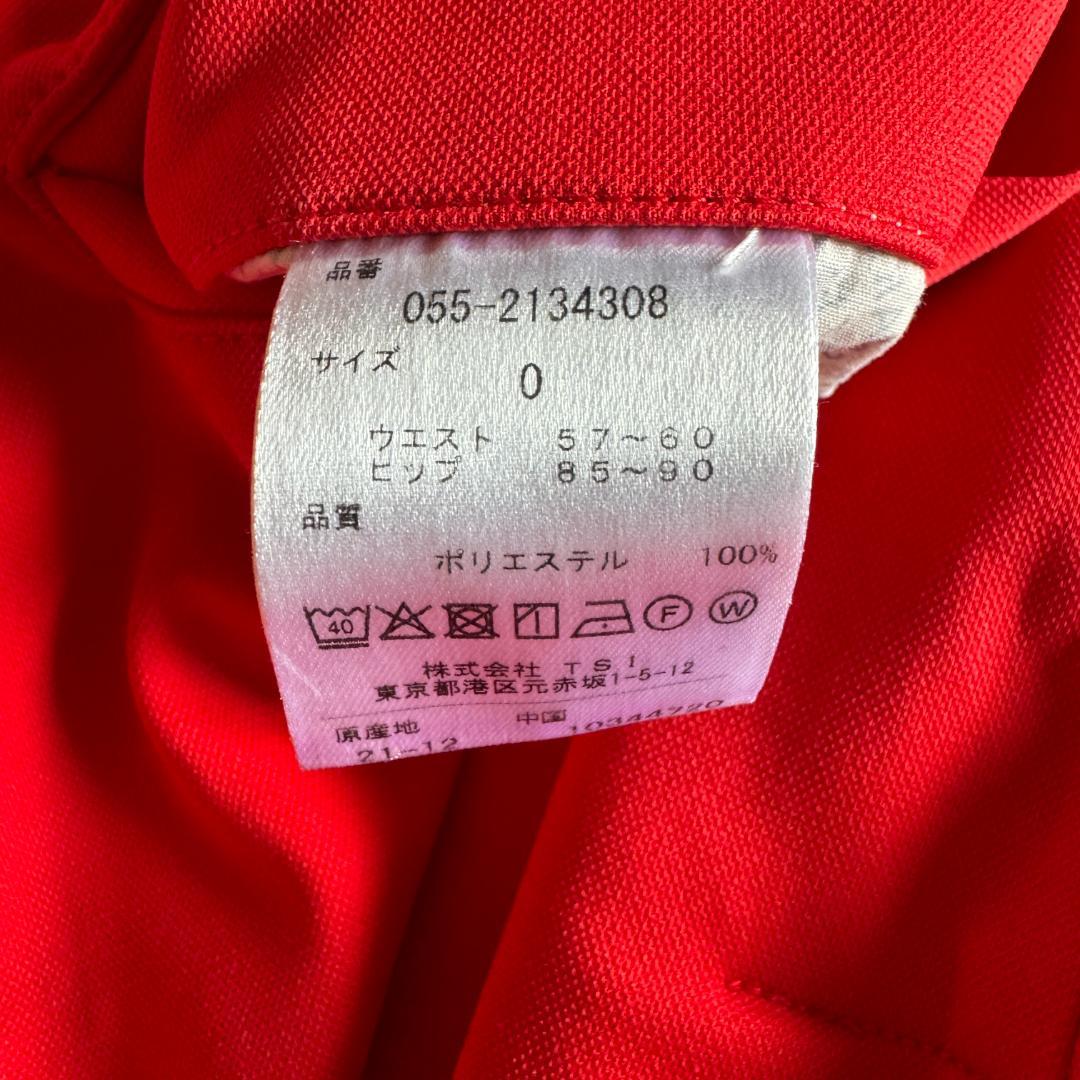 品番
055-2134308
サイズ
0
ウエスト 57~60
ヒップ 85~90
品質
ポリエステル 100%
40 F W
株式会社 TSI
東京都港区元赤坂1-5-12
原産地 中国 10344720
21-12